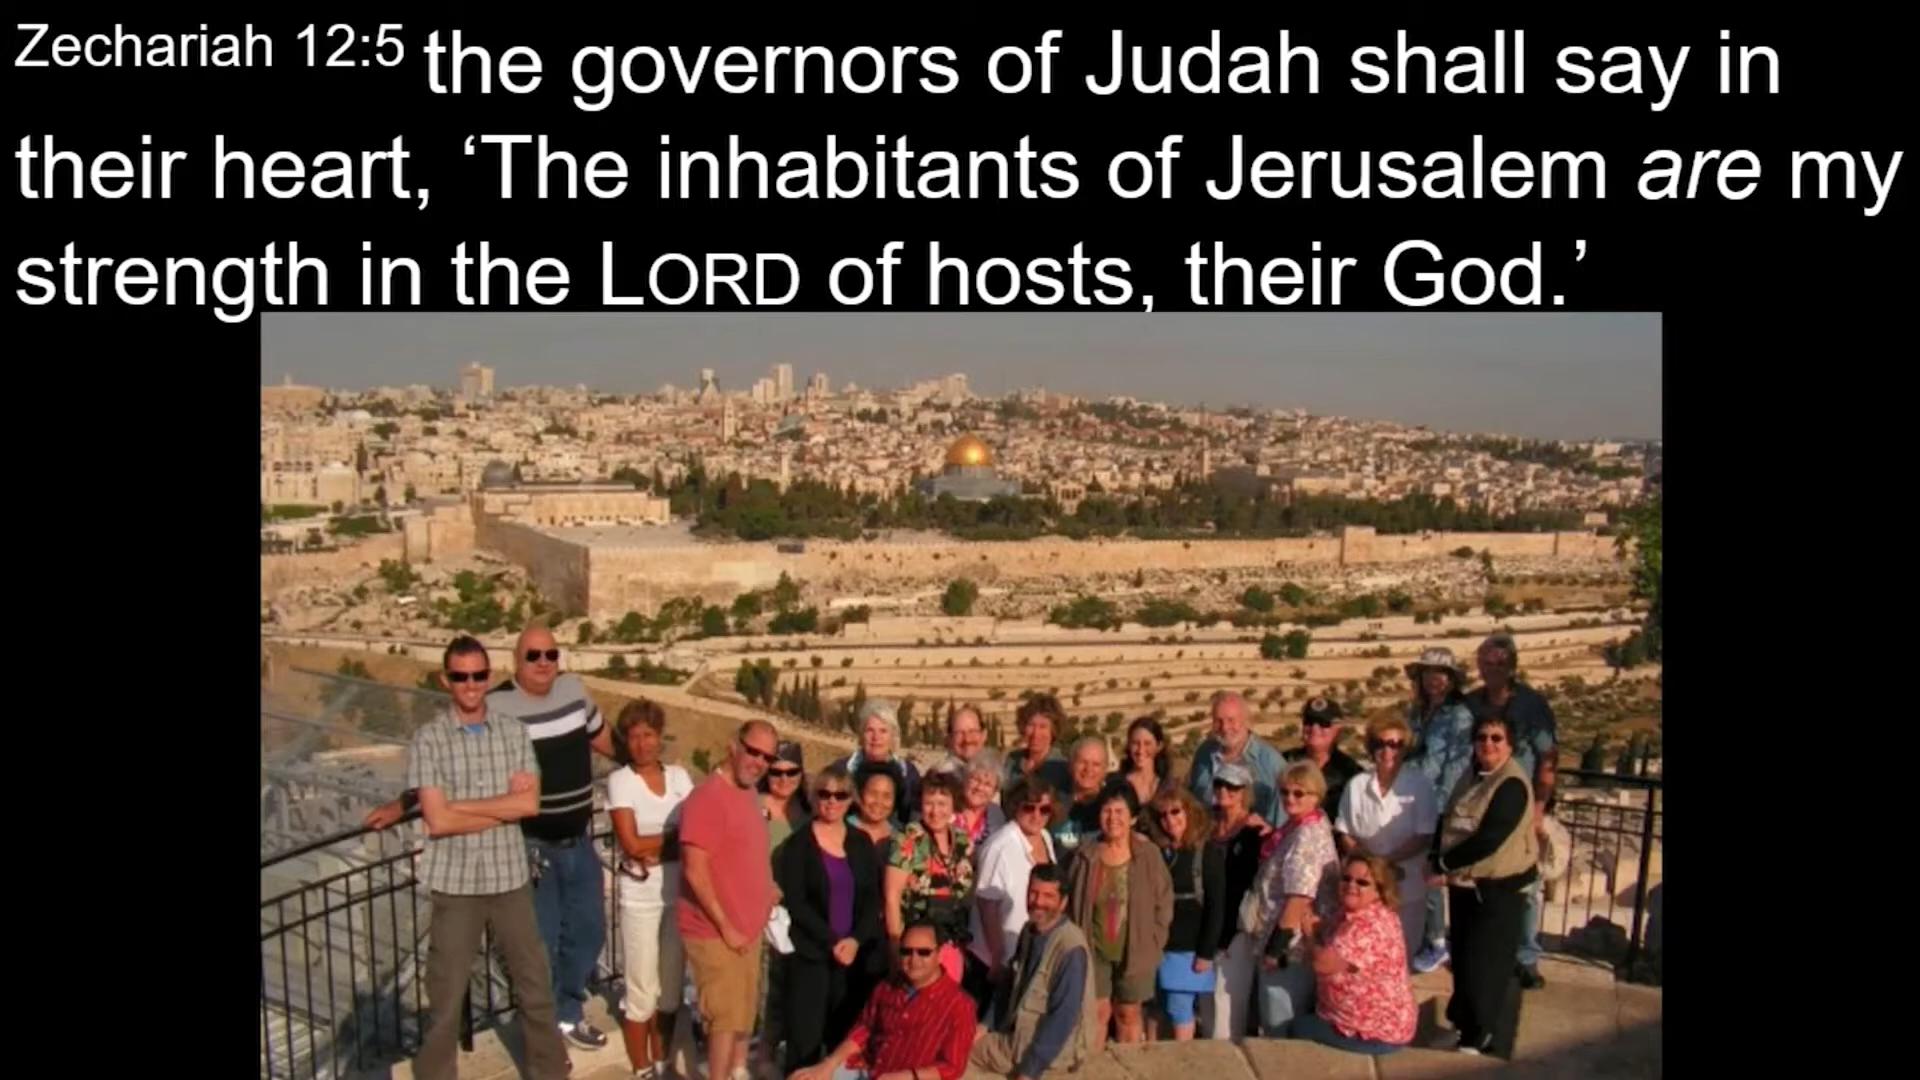 Zechariah 12:5 the governors of Judah shall say in
their heart, ‘The inhabitants of Jerusalem are my
strength in the LORD of hosts, their God.’